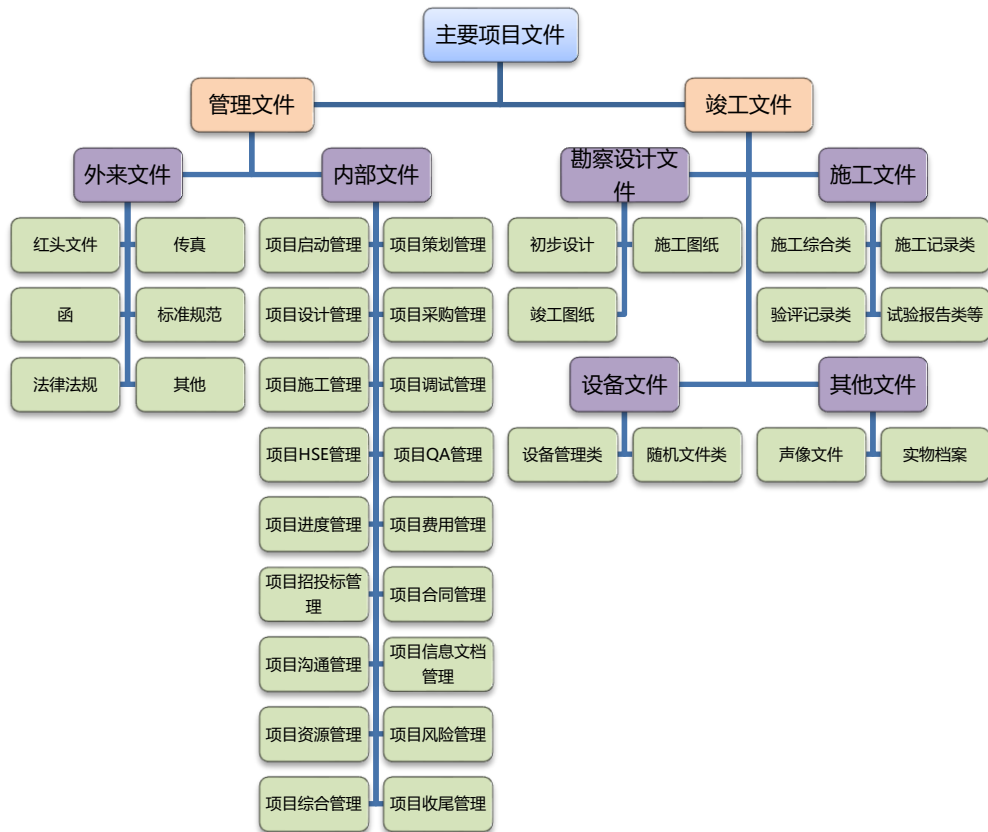 主要项目文件
管理文件
竣工文件
外来文件
内部文件
勘察设计文
件
施工文件
红头文件
传真
项目启动管理
项目策划管理
初步设计
施工图纸
施工综合类
施工记录类
函
标准规范
项目设计管理
项目采购管理
竣工图纸
验评记录类
试验报告类等
法律法规
其他
项目施工管理
项目调试管理
设备文件
其他文件
项目HSE管理
项目QA管理
设备管理类
随机文件类
声像文件
实物档案
项目进度管理
项目费用管理
项目招投标管
理
项目合同管理
项目沟通管理
项目信息文档
管理
项目资源管理
项目风险管理
项目综合管理
项目收尾管理